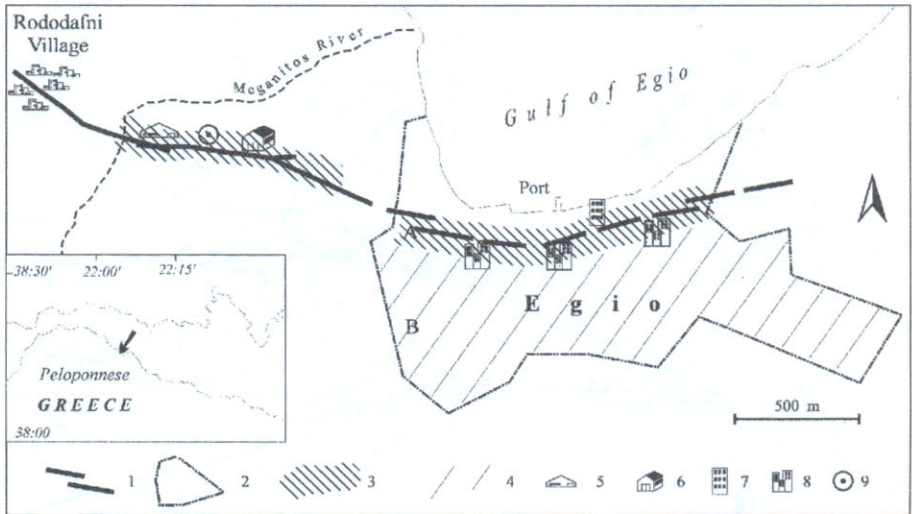 Rododafni
Village
Meganitos River
Gulf of Egio
Port
A
B
Egio
38:30' 22:00' 22:15'
Peloponnese
GREECE
38:00
500 m
1 2 3 4 5 6 7 8 9